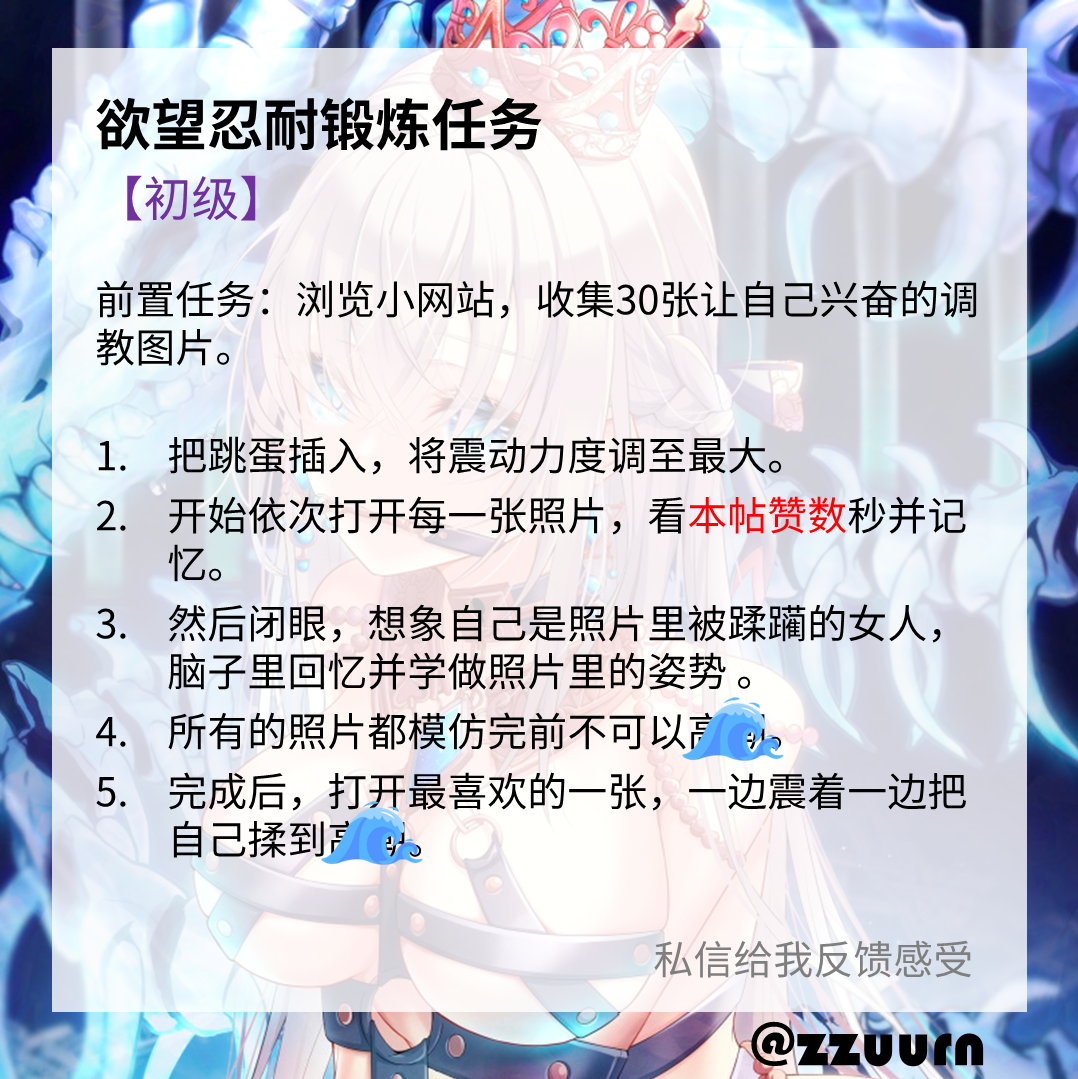 欲望忍耐锻炼任务
【初级】
前置任务：浏览小网站，收集30张让自己兴奋的调
教图片。
1. 把跳蛋插入，将震动力度调至最大。
2. 开始依次打开每一张照片，看本帖赞数秒并记
忆。
3. 然后闭眼，想象自己是照片里被蹂躏的女人，
脑子里回忆并学做照片里的姿势 。
4. 所有的照片都模仿完前不可以高潮。
5. 完成后，打开最喜欢的一张，一边震着一边把
自己揉到高潮。
私信给我反馈感受
@zzuurn